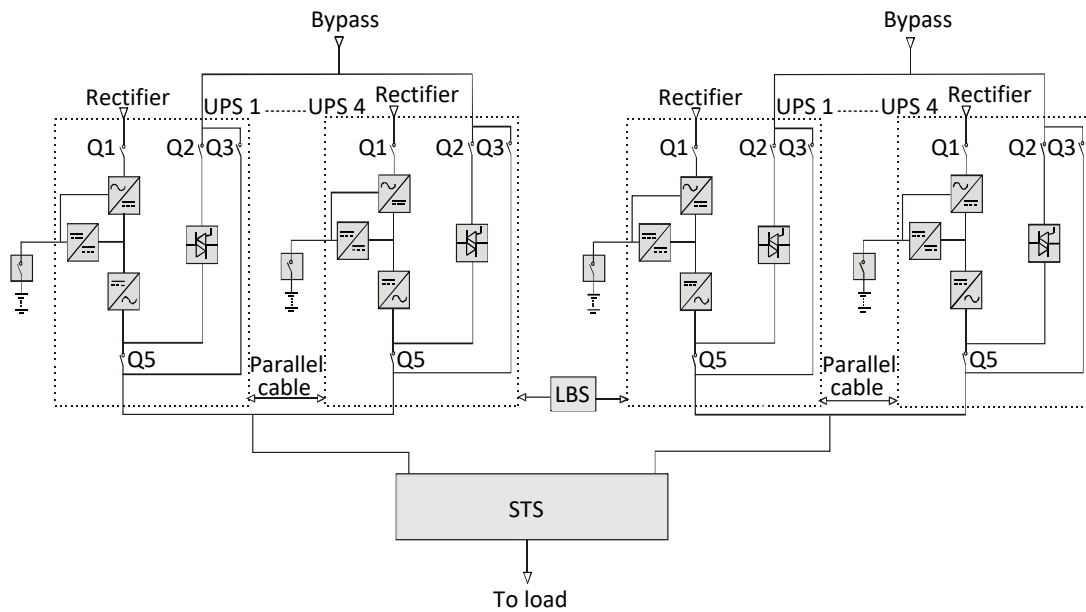 Bypass
Bypass
Rectifier
UPS 1
UPS 4
Rectifier
Rectifier
UPS 1
UPS 4
Rectifier
Q1
Q2
Q3
Q1
Q2
Q3
Q1
Q2
Q3
Q1
Q2
Q3
Q5
Parallel
cable
Q5
LBS
Q5
Parallel
cable
Q5
STS
To load